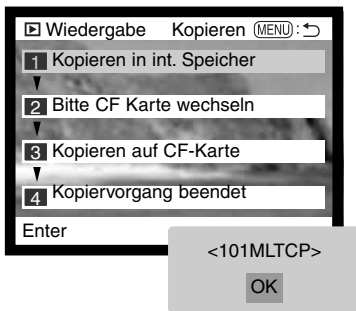 Wiedergabe Kopieren MENU :
1 Kopieren in int. Speicher
2 Bitte CF Karte wechseln
3 Kopieren auf CF-Karte
4 Kopiervorgang beendet
Enter
<101MLTCP>
OK